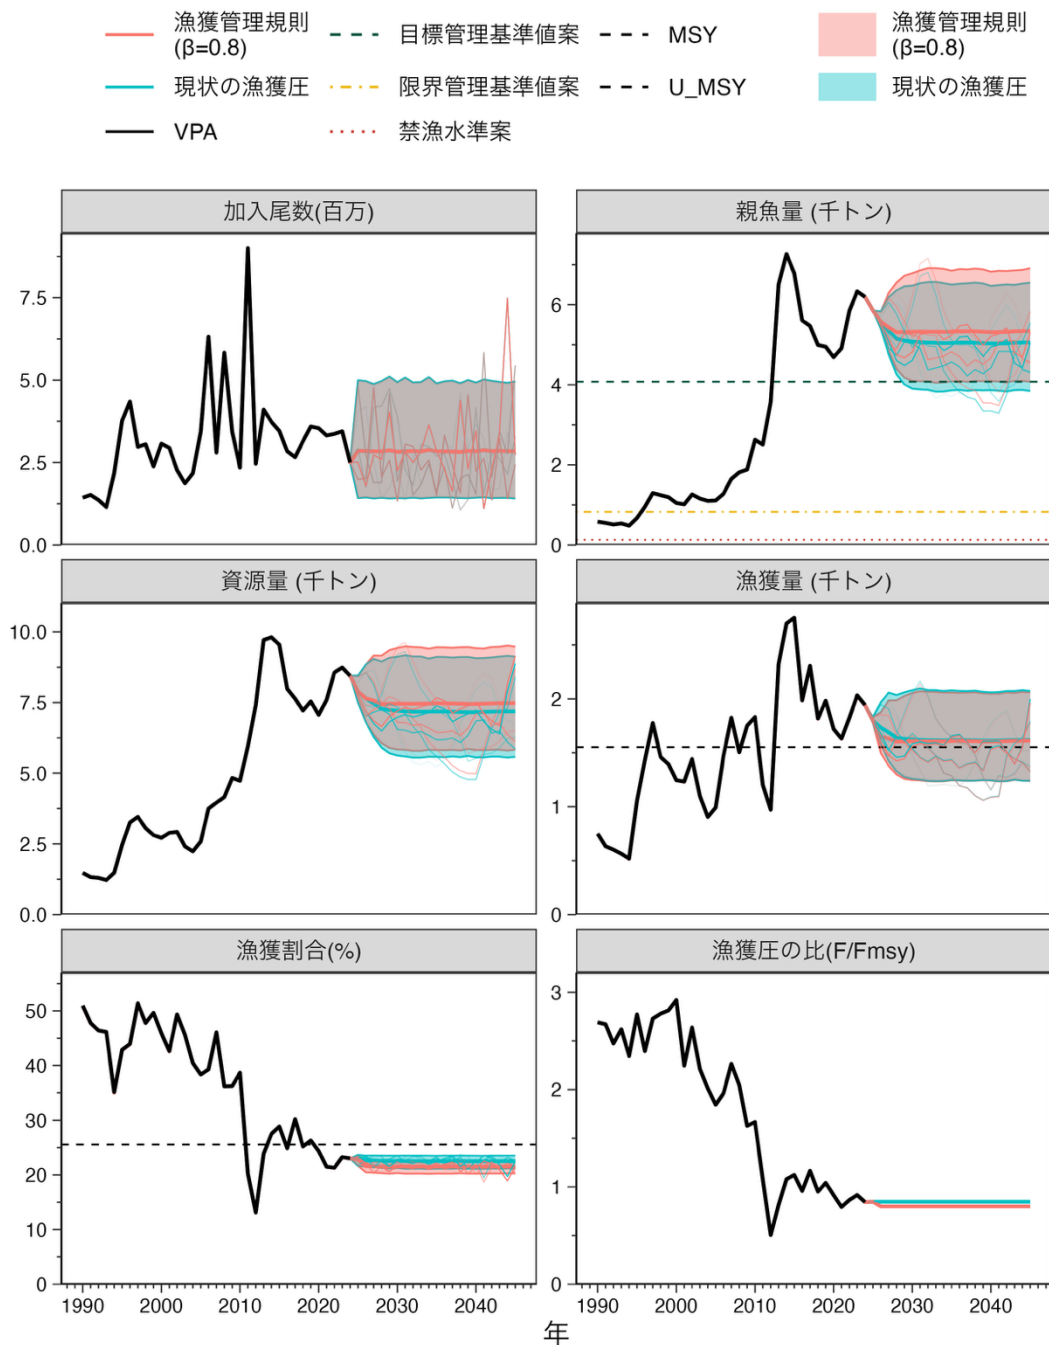 漁獲管理規則
(β=0.8)
目標管理基準値案
MSY
漁獲管理規則
(β=0.8)
現状の漁獲圧
限界管理基準値案
U_MSY
現状の漁獲圧
VPA
禁漁水準案
加入尾数(百万)
7.5
5.0
2.5
0.0
親魚量 (千トン)
6
4
2
0
資源量 (千トン)
10.0
7.5
5.0
2.5
0.0
漁獲量 (千トン)
2
1
0
漁獲割合(%)
50
40
30
20
10
0
1990 2000 2010 2020 2030 2040
漁獲圧の比(F/Fmsy)
3
2
1
0
1990 2000 2010 2020 2030 2040
年